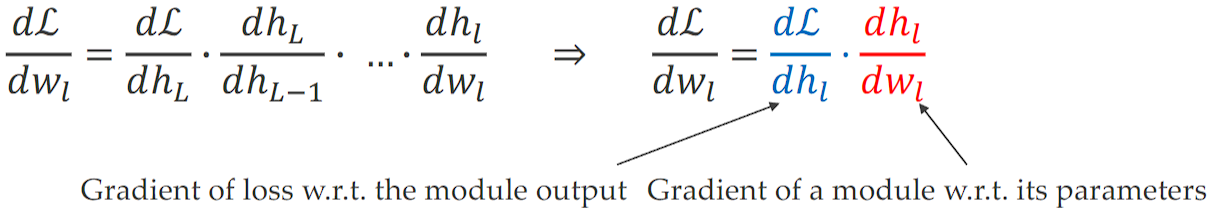 dℒ/dw_l = dℒ/dh_L · dh_L/dh_{L−1} · … · dh_l/dw_l ⇒ dℒ/dw_l = dℒ/dh_l · dh_l/dw_l
Gradient of loss w.r.t. the module output Gradient of a module w.r.t. its parameters